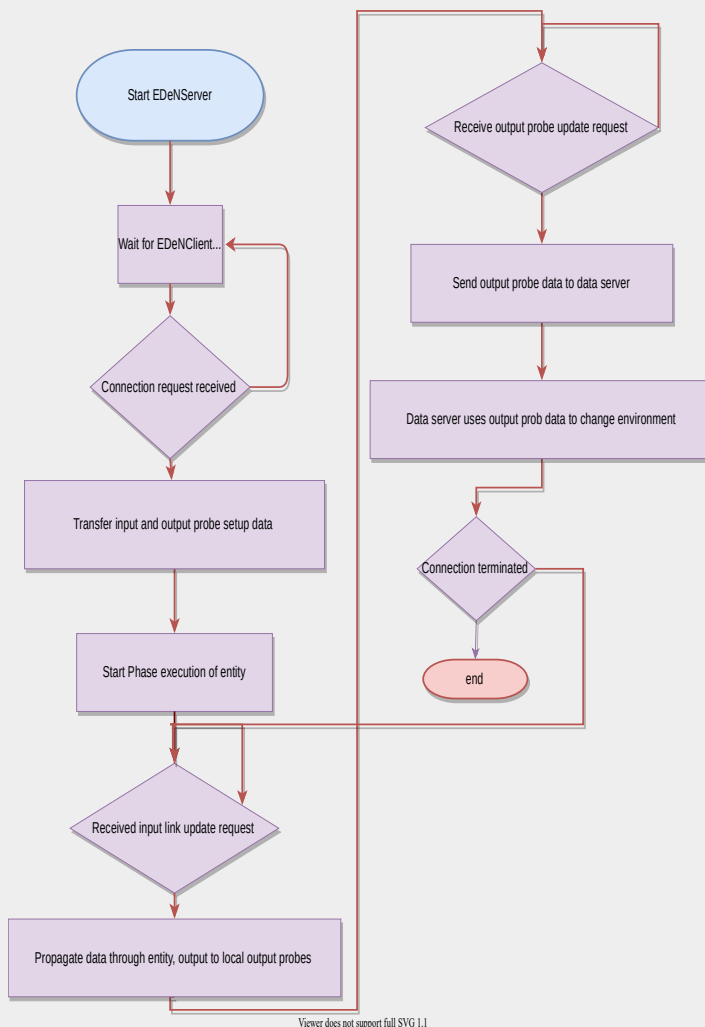 Start EDeNServer
Wait for EDeNClient...
Connection request received
Transfer input and output probe setup data
Start Phase execution of entity
Received input link update request
Propagate data through entity, output to local output probes
Receive output probe update request
Send output probe data to data server
Data server uses output prob data to change environment
Connection terminated
end
Viewer does not support full SVG 1.1